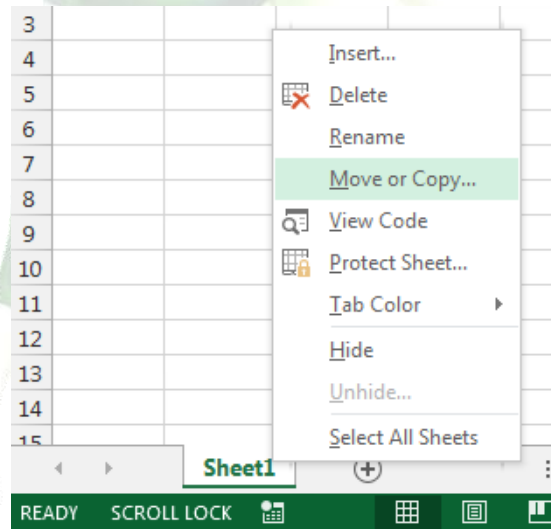 3
4
Insert...
5
Delete
6
Rename
7
Move or Copy...
8
View Code
9
10
Protect Sheet...
11
Tab Color
12
Hide
13
Unhide...
14
Select All Sheets
15
Sheet1
READY SCROLL LOCK